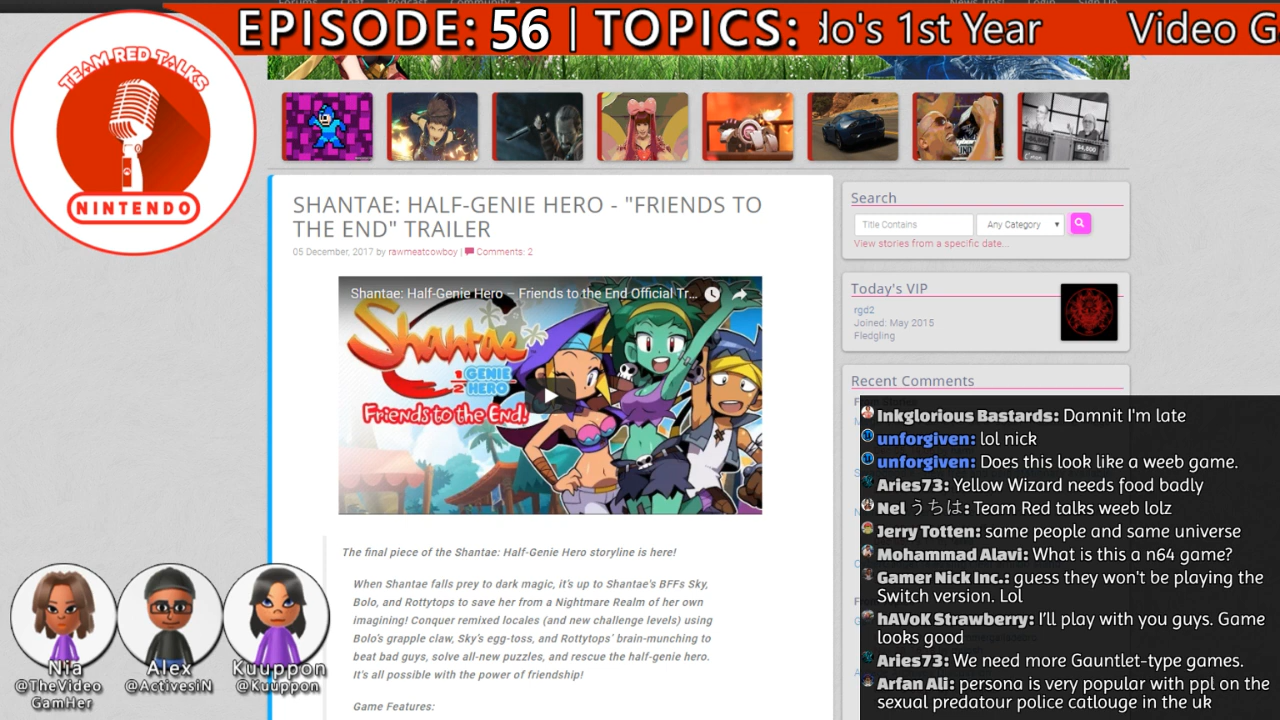 Forums Chat Podcast Community News Tips! Login Sign Up
EPISODE: 56 | TOPICS: do's 1st Year Video G
TEAM RED TALKS
NINTENDO
SHANTAE: HALF-GENIE HERO - "FRIENDS TO
THE END" TRAILER
05 December, 2017 by rawmeatcowboy | Comments: 2
Shantae: Half-Genie Hero – Friends to the End Official Tr...
Shantae
1/2 GENIE
HERO
Friends to the End!
The final piece of the Shantae: Half-Genie Hero storyline is here!
When Shantae falls prey to dark magic, it's up to Shantae's BFFs Sky,
Bolo, and Rottytops to save her from a Nightmare Realm of her own
imagining! Conquer remixed locales (and new challenge levels) using
Bolo's grapple claw, Sky's egg-toss, and Rottytops' brain-munching to
beat bad guys, solve all-new puzzles, and rescue the half-genie hero.
It's all possible with the power of friendship!
Game Features:
Search
Title Contains Any Category
View stories from a specific date...
Today's VIP
rgd2
Joined: May 2015
Fledgling
Recent Comments
Inkglorious Bastards: Damnit I'm late
unforgiven: lol nick
unforgiven: Does this look like a weeb game.
Aries73: Yellow Wizard needs food badly
Nel うちは: Team Red talks weeb lolz
Jerry Totten: same people and same universe
Mohammad Alavi: What is this a n64 game?
Gamer Nick Inc.: guess they won't be playing the
Switch version. Lol
hAVoK Strawberry: I'll play with you guys. Game
looks good
Aries73: We need more Gauntlet-type games.
Arfan Ali: persona is very popular with ppl on the
sexual predatour police catlouge in the uk
Nia
@TheVideo
GamHer
Alex
@ActivesiN
Kuuppon
@Kuuppon